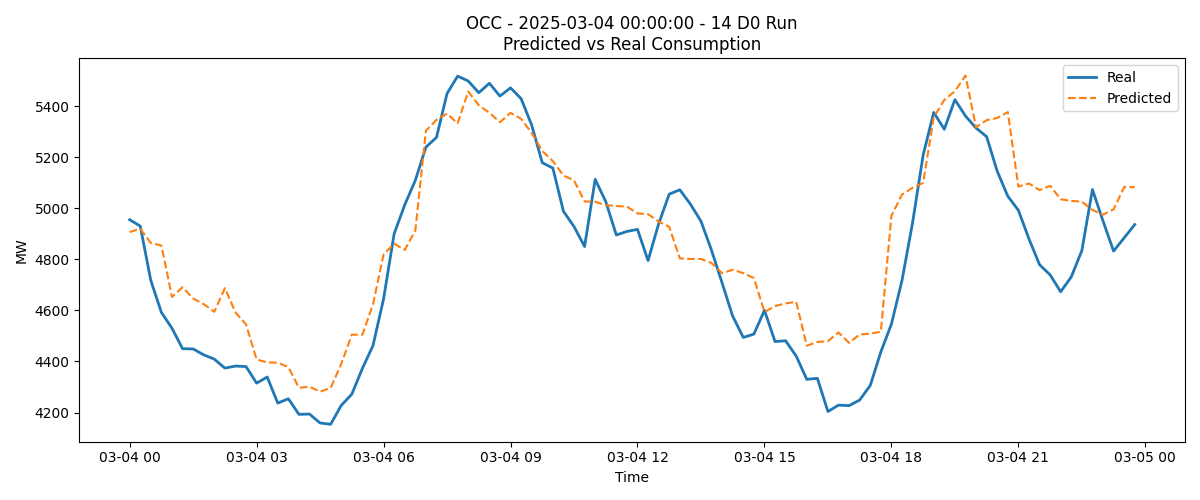 OCC - 2025-03-04 00:00:00 - 14 D0 Run
Predicted vs Real Consumption
MW
5400
5200
5000
4800
4600
4400
4200
Real
Predicted
03-04 00
03-04 03
03-04 06
03-04 09
03-04 12
03-04 15
03-04 18
03-04 21
03-05 00
Time